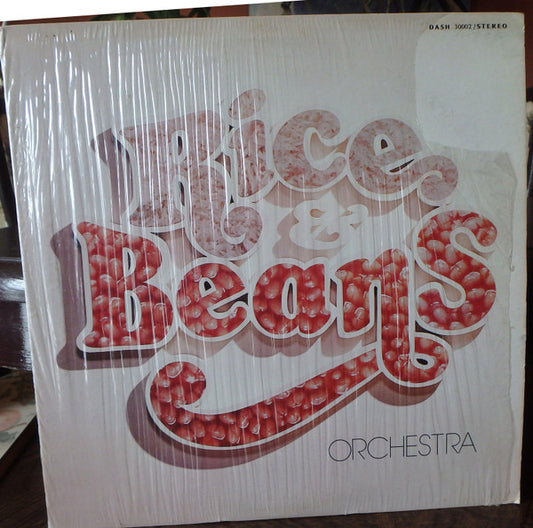 DASH 30002/STEREO
Rice
&
Beans
ORCHESTRA